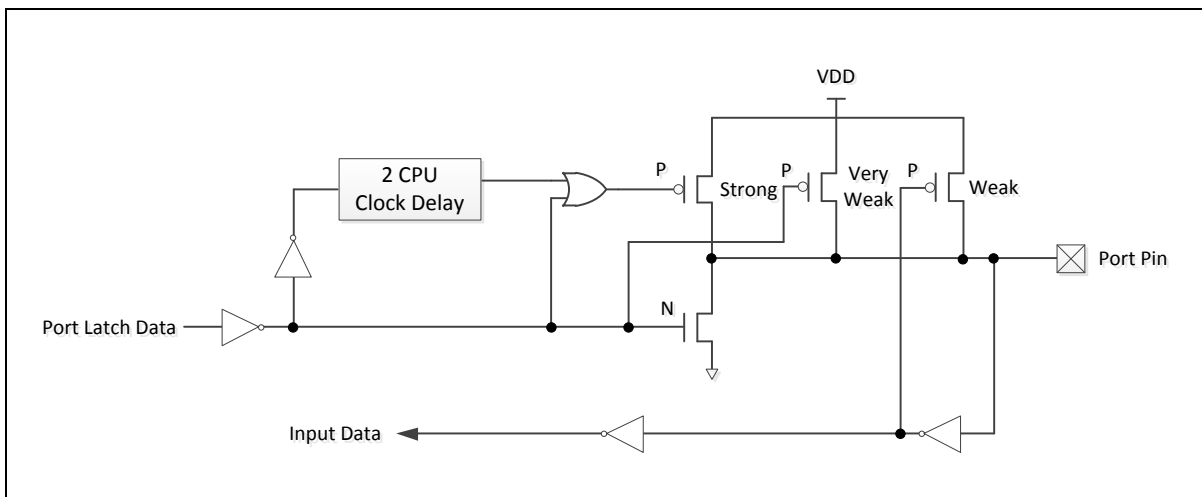 VDD
2 CPU
Clock Delay
P
Strong
P
Very
Weak
P
Weak
Port Pin
N
Port Latch Data
Input Data